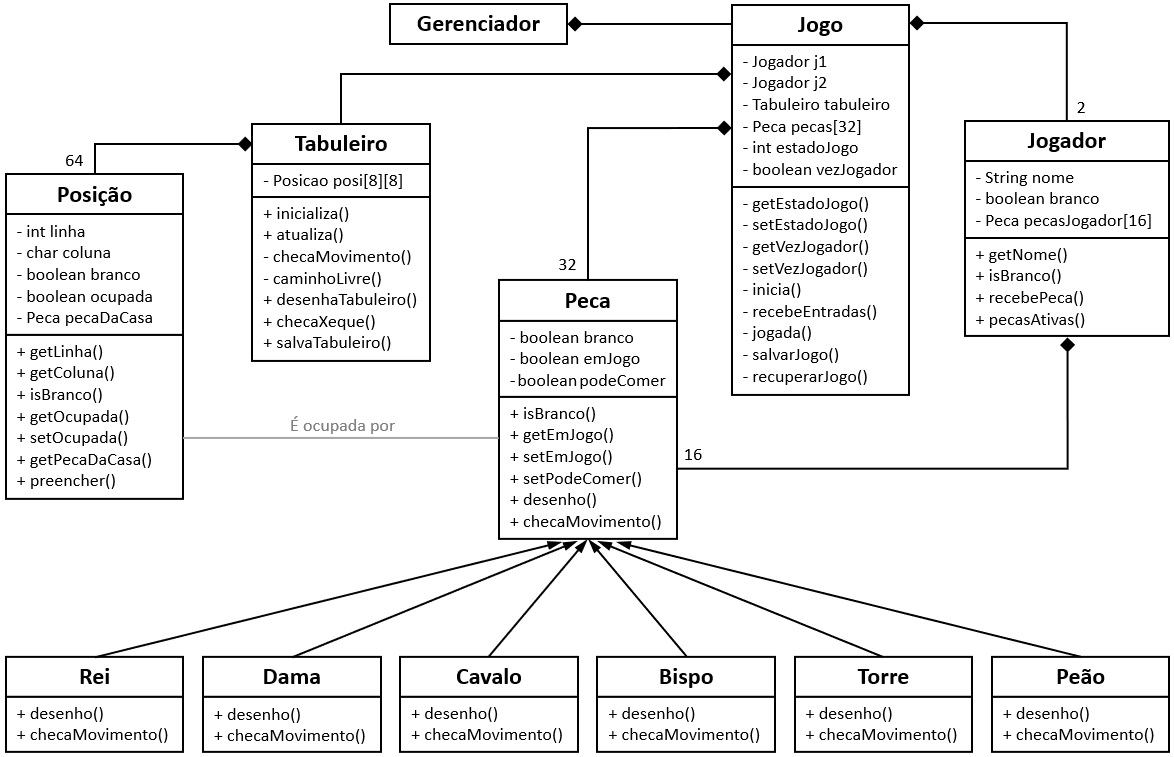 Gerenciador
Jogo
- Jogador j1
- Jogador j2
- Tabuleiro tabuleiro
- Peca pecas[32]
- int estadoJogo
- boolean vezJogador
- getEstadoJogo()
- setEstadoJogo()
- getVezJogador()
- setVezJogador()
- inicia()
- recebeEntradas()
- jogada()
- salvarJogo()
- recuperarJogo()
2
Jogador
- String nome
- boolean branco
- Peca pecasJogador[16]
+ getNome()
+ isBranco()
+ recebePeca()
+ pecasAtivas()
Tabuleiro
- Posicao posi[8][8]
+ inicializa()
+ atualiza()
- checaMovimento()
- caminhoLivre()
+ desenhaTabuleiro()
+ checaXeque()
+ salvaTabuleiro()
64
Posição
- int linha
- char coluna
- boolean branco
- boolean ocupada
- Peca pecaDaCasa
+ getLinha()
+ getColuna()
+ isBranco()
+ getOcupada()
+ setOcupada()
+ getPecaDaCasa()
+ preencher()
É ocupada por
32
Peca
- boolean branco
- boolean emJogo
- boolean podeComer
+ isBranco()
+ getEmJogo()
+ setEmJogo()
+ setPodeComer()
+ desenho()
+ checaMovimento()
16
Rei
+ desenho()
+ checaMovimento()
Dama
+ desenho()
+ checaMovimento()
Cavalo
+ desenho()
+ checaMovimento()
Bispo
+ desenho()
+ checaMovimento()
Torre
+ desenho()
+ checaMovimento()
Peão
+ desenho()
+ checaMovimento()